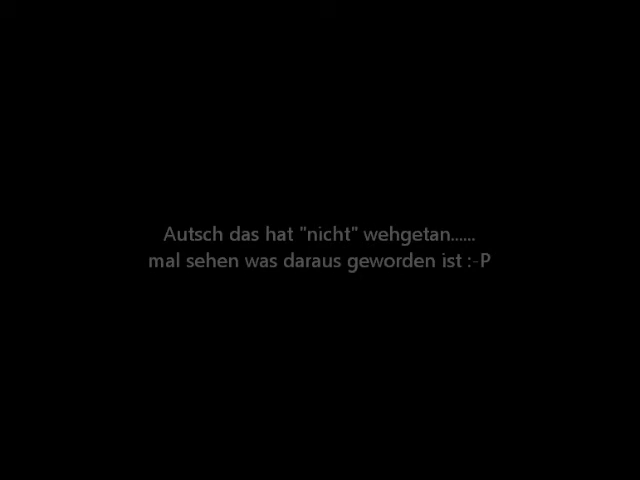 Autsch das hat "nicht" wehgetan......
mal sehen was daraus geworden ist :-P